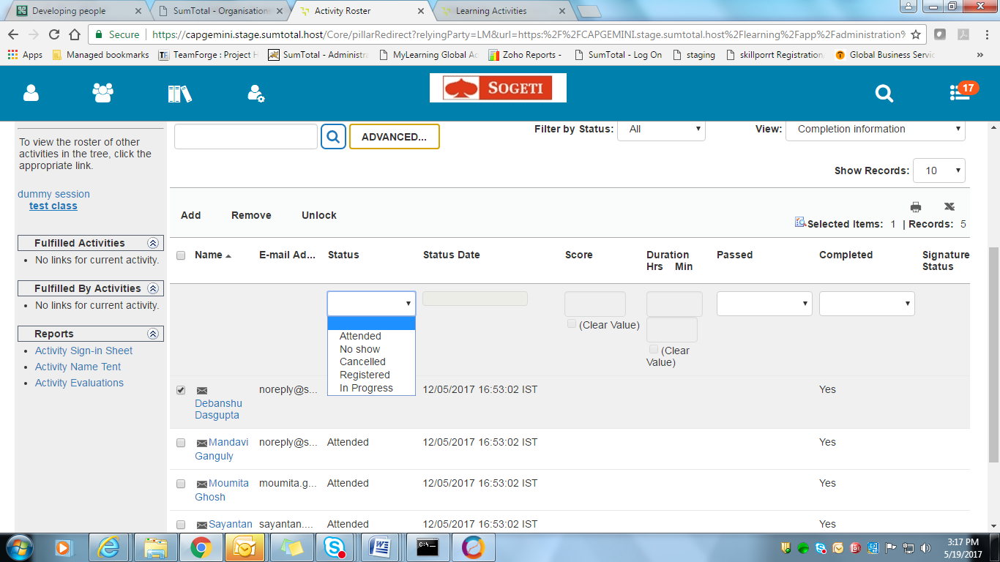 Developing people
SumTotal - Organisation
Activity Roster
Learning Activities
Secure
https://capgemini.stage.sumtotal.host/Core/pillarRedirect?relyingParty=LM&url=https:%2F%2FCAPGEMINI.stage.sumtotal.host%2Flearning%2Fapp%2Fadministration%
Apps
Managed bookmarks
TE
TeamForge : Project H
SumTotal - Administra
MyLearning Global Ac
Zoho Reports -
SumTotal - Log On
staging
skillporrt Registration
Global Business Servic
»
SOGETI
17
To view the roster of other
activities in the tree, click the
appropriate link.
dummy session
test class
Fulfilled Activities
• No links for current activity.
Fulfilled By Activities
• No links for current activity.
Reports
• Activity Sign-in Sheet
• Activity Name Tent
• Activity Evaluations
ADVANCED...
Filter by Status: All
View: Completion information
Show Records: 10
Add Remove Unlock
Selected Items: 1 | Records: 5
Name E-mail Ad... Status Status Date Score Duration Passed Completed Signature
Hrs Min Status
(Clear Value)
(Clear
Value)
Attended
No show
Cancelled
Registered
In Progress
noreply@s... 12/05/2017 16:53:02 IST Yes
Debanshu
Dasgupta
Mandavi noreply@s... Attended 12/05/2017 16:53:02 IST Yes
Ganguly
Moumita moumita.g... Attended 12/05/2017 16:53:02 IST Yes
Ghosh
Sayantan sayantan.... Attended 12/05/2017 16:53:02 IST Yes
3:17 PM
5/19/2017